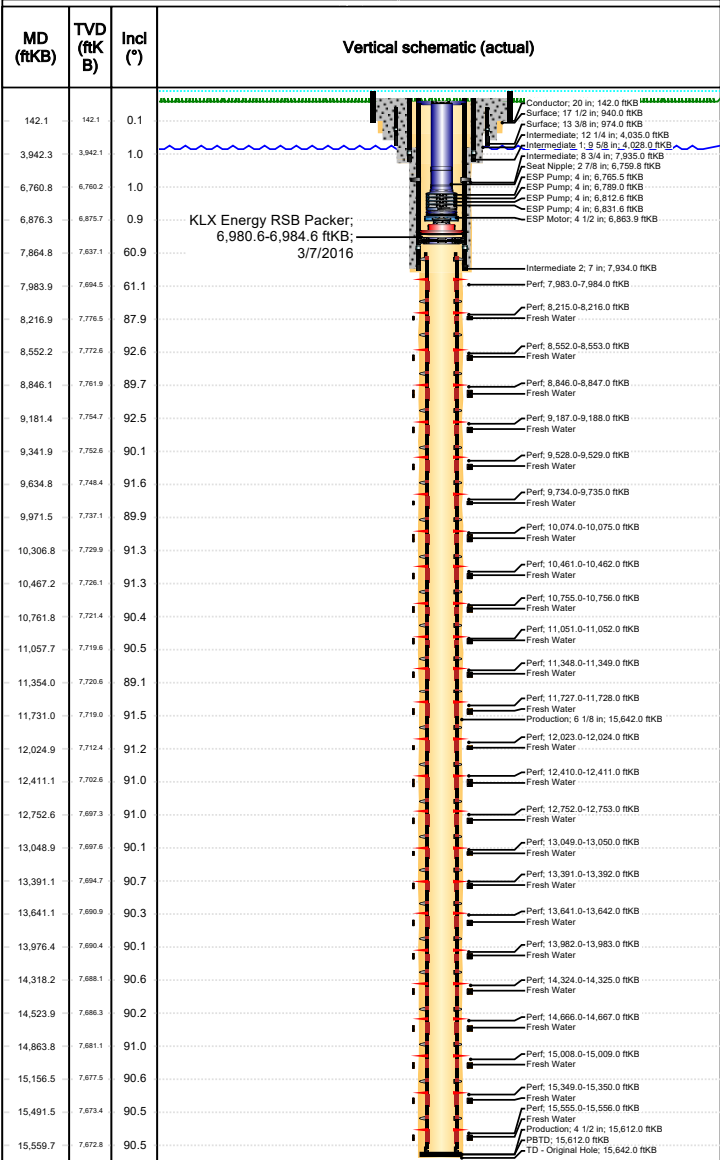 MD (ftKB)
TVD (ftK B)
Incl (°)
Vertical schematic (actual)
142.1 142.1 0.1
3,942.3 3,942.1 1.0
6,760.8 6,760.2 1.0
6,876.3 6,875.7 0.9
7,864.8 7,637.1 60.9
7,983.9 7,694.5 61.1
8,216.9 7,776.5 87.9
8,552.2 7,772.6 92.6
8,846.1 7,761.9 89.7
9,181.4 7,754.7 92.5
9,341.9 7,752.6 90.1
9,634.8 7,748.4 91.6
9,971.5 7,737.1 89.9
10,306.8 7,729.9 91.3
10,467.2 7,726.1 91.3
10,761.8 7,721.4 90.4
11,057.7 7,719.6 90.5
11,354.0 7,720.6 89.1
11,731.0 7,719.0 91.5
12,024.9 7,712.4 91.2
12,411.1 7,702.6 91.0
12,752.6 7,697.3 91.0
13,048.9 7,697.6 90.1
13,391.1 7,694.7 90.7
13,641.1 7,690.9 90.3
13,976.4 7,690.4 90.1
14,318.2 7,688.1 90.6
14,523.9 7,686.3 90.2
14,863.8 7,681.1 91.0
15,156.5 7,677.5 90.6
15,491.5 7,673.4 90.5
15,559.7 7,672.8 90.5
KLX Energy RSB Packer;
6,980.6-6,984.6 ftKB;
3/7/2016
Conductor; 20 in; 142.0 ftKB
Surface; 17 1/2 in; 940.0 ftKB
Surface; 13 3/8 in; 974.0 ftKB
Intermediate; 12 1/4 in; 4,035.0 ftKB
Intermediate 1; 9 5/8 in; 4,028.0 ftKB
Intermediate; 8 3/4 in; 7,935.0 ftKB
Seat Nipple; 2 7/8 in; 6,759.8 ftKB
ESP Pump; 4 in; 6,765.5 ftKB
ESP Pump; 4 in; 6,789.0 ftKB
ESP Pump; 4 in; 6,812.6 ftKB
ESP Pump; 4 in; 6,831.6 ftKB
ESP Motor; 4 1/2 in; 6,863.9 ftKB
Intermediate 2; 7 in; 7,934.0 ftKB
Perf; 7,983.0-7,984.0 ftKB
Perf; 8,215.0-8,216.0 ftKB
Fresh Water
Perf; 8,552.0-8,553.0 ftKB
Fresh Water
Perf; 8,846.0-8,847.0 ftKB
Fresh Water
Perf; 9,187.0-9,188.0 ftKB
Fresh Water
Perf; 9,528.0-9,529.0 ftKB
Fresh Water
Perf; 9,734.0-9,735.0 ftKB
Fresh Water
Perf; 10,074.0-10,075.0 ftKB
Fresh Water
Perf; 10,461.0-10,462.0 ftKB
Fresh Water
Perf; 10,755.0-10,756.0 ftKB
Fresh Water
Perf; 11,051.0-11,052.0 ftKB
Fresh Water
Perf; 11,348.0-11,349.0 ftKB
Fresh Water
Perf; 11,727.0-11,728.0 ftKB
Fresh Water
Production; 6 1/8 in; 15,642.0 ftKB
Perf; 12,023.0-12,024.0 ftKB
Fresh Water
Perf; 12,410.0-12,411.0 ftKB
Fresh Water
Perf; 12,752.0-12,753.0 ftKB
Fresh Water
Perf; 13,049.0-13,050.0 ftKB
Fresh Water
Perf; 13,391.0-13,392.0 ftKB
Fresh Water
Perf; 13,641.0-13,642.0 ftKB
Fresh Water
Perf; 13,982.0-13,983.0 ftKB
Fresh Water
Perf; 14,324.0-14,325.0 ftKB
Fresh Water
Perf; 14,666.0-14,667.0 ftKB
Fresh Water
Perf; 15,008.0-15,009.0 ftKB
Fresh Water
Perf; 15,349.0-15,350.0 ftKB
Fresh Water
Perf; 15,555.0-15,556.0 ftKB
Fresh Water
Production; 4 1/2 in; 15,612.0 ftKB
PBTD; 15,612.0 ftKB
TD - Original Hole; 15,642.0 ftKB